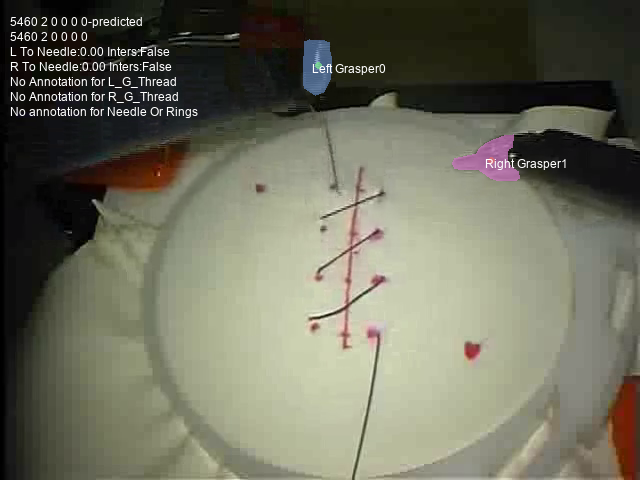 5460 2 0 0 0 0-predicted
5460 2 0 0 0 0
L To Needle:0.00 Inters:False
R To Needle:0.00 Inters:False
No Annotation for L_G_Thread
No Annotation for R_G_Thread
No annotation for Needle Or Rings
Left Grasper0
Right Grasper1